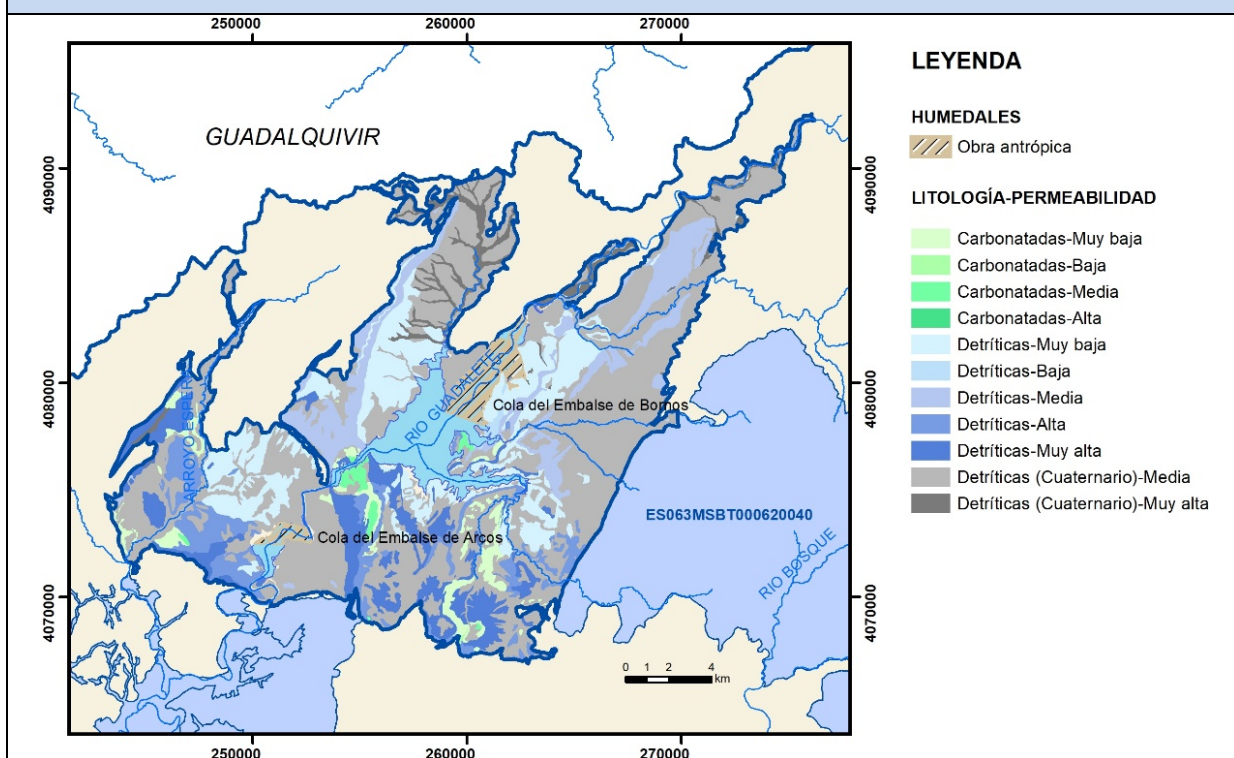 250000
260000
270000
4090000
4080000
4070000
GUADALQUIVIR
RIO GUADALETE
Cola del Embalse de Bornos
ARROYO ESPER
Cola del Embalse de Arcos
ES063MSBT000620040
RIO BOSQUE
0 1 2 4
km
4090000
4080000
4070000
250000
260000
270000
LEYENDA
HUMEDALES
Obra antrópica
LITOLOGÍA-PERMEABILIDAD
Carbonatadas-Muy baja
Carbonatadas-Baja
Carbonatadas-Media
Carbonatadas-Alta
Detríticas-Muy baja
Detríticas-Baja
Detríticas-Media
Detríticas-Alta
Detríticas-Muy alta
Detríticas (Cuaternario)-Media
Detríticas (Cuaternario)-Muy alta